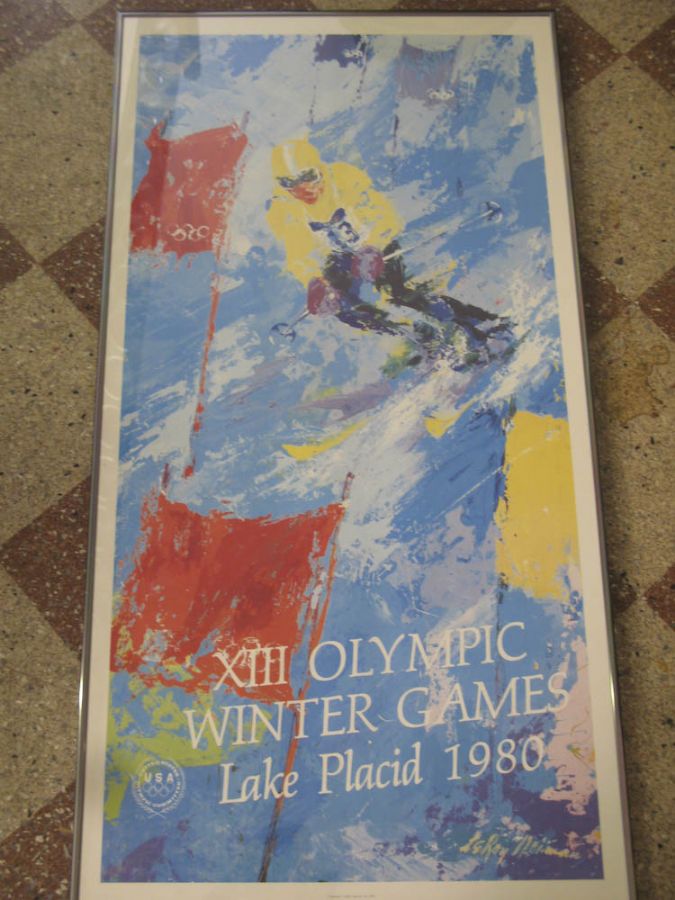 XIII OLYMPIC
WINTER GAMES
Lake Placid 1980
USA
LeRoy Neiman